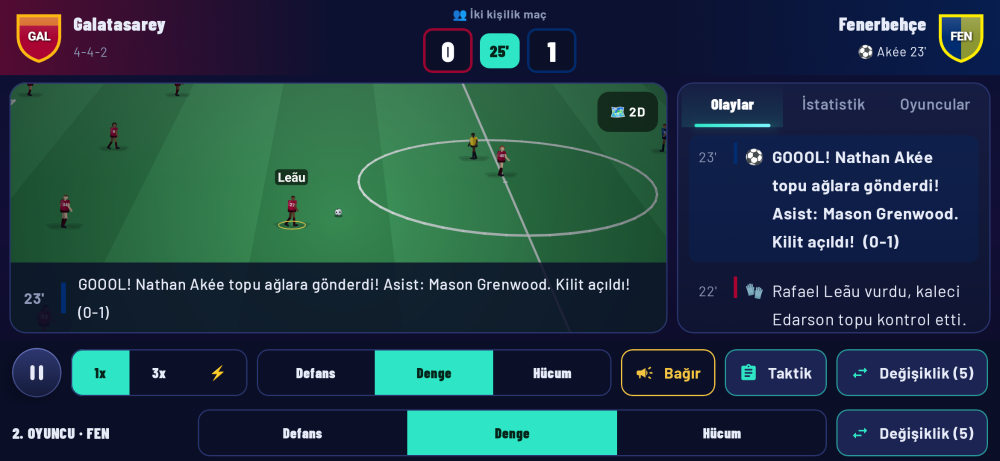 GAL
Galatasarey
4-4-2
👥 İki kişilik maç
0
25'
1
Fenerbehçe
⚽ Akée 23'
FEN
🗺️ 2D
Leãu
23'
GOOOL! Nathan Akée topu ağlara gönderdi! Asist: Mason Grenwood. Kilit açıldı!
(0-1)
Olaylar
İstatistik
Oyuncular
23'
⚽ GOOOL! Nathan Akée
topu ağlara gönderdi!
Asist: Mason Grenwood.
Kilit açıldı! (0-1)
22'
🧤 Rafael Leãu vurdu, kaleci
Edarson topu kontrol etti.
1x
3x
⚡
Defans
Denge
Hücum
Bağır
Taktik
Değişiklik (5)
2. OYUNCU · FEN
Defans
Denge
Hücum
Değişiklik (5)